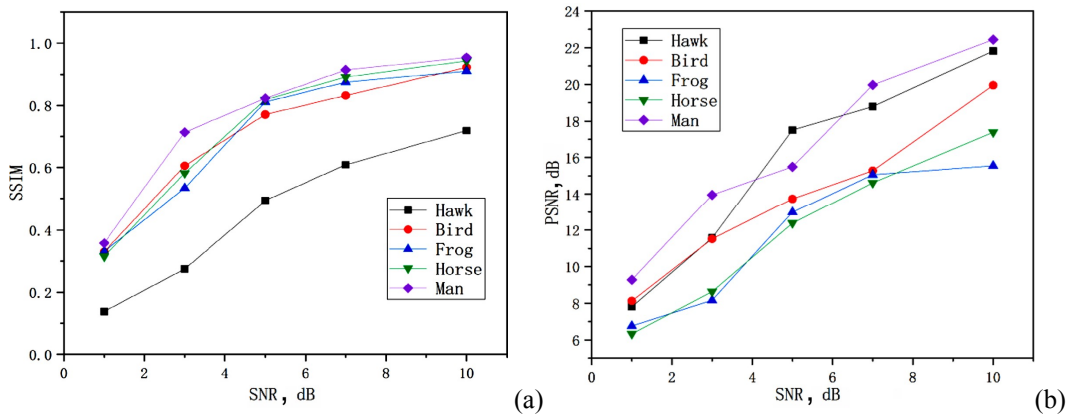 SSIM
1.0
0.8
0.6
0.4
0.2
0.0
0 2 4 6 8 10
SNR, dB
Hawk
Bird
Frog
Horse
Man
(a)
PSNR,dB
24
22
20
18
16
14
12
10
8
6
0 2 4 6 8 10
SNR, dB
Hawk
Bird
Frog
Horse
Man
(b)